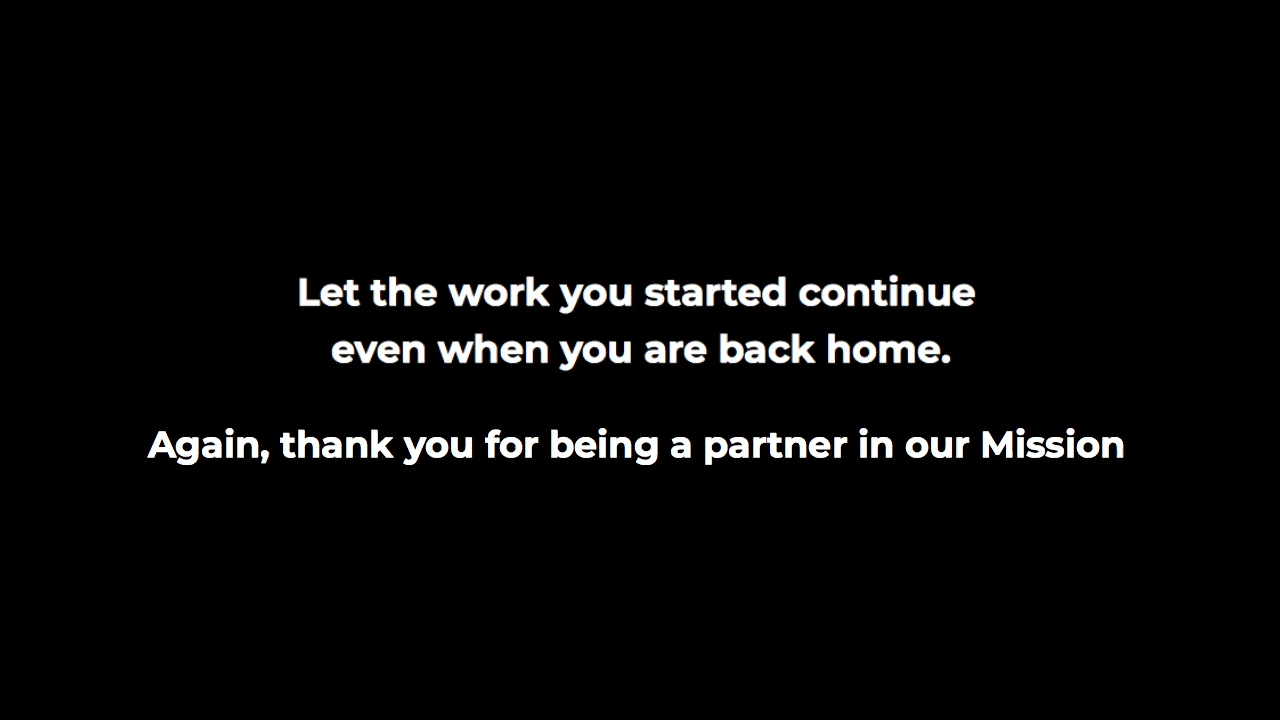 Let the work you started continue
even when you are back home.
Again, thank you for being a partner in our Mission